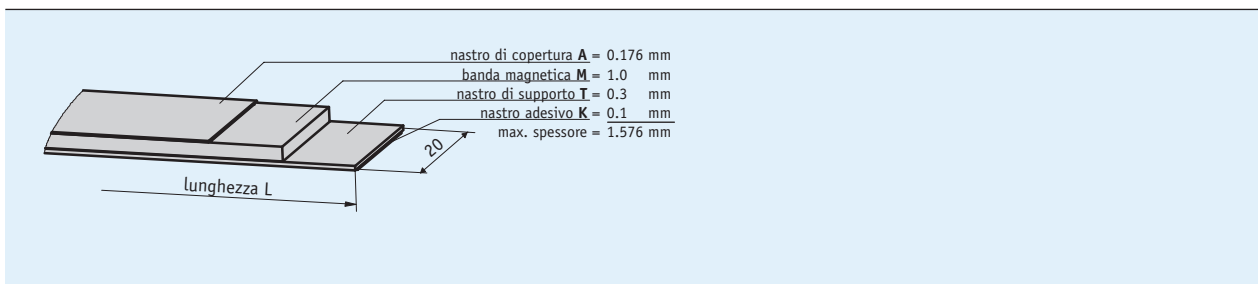 nastro di copertura A = 0.176 mm
banda magnetica M = 1.0 mm
nastro di supporto T = 0.3 mm
nastro adesivo K = 0.1 mm
max. spessore = 1.576 mm
20
lunghezza L